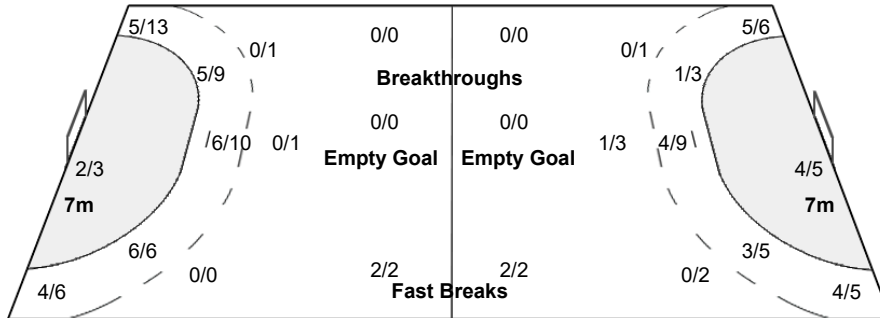 5/13 0/0 0/0 5/6
0/1 0/1
5/9 Breakthroughs 1/3
0/0 0/0
6/10 0/1 1/3 4/9
2/3 Empty Goal Empty Goal 4/5
7m 7m
6/6 3/5
0/0 2/2 2/2 0/2
4/6 Fast Breaks 4/5